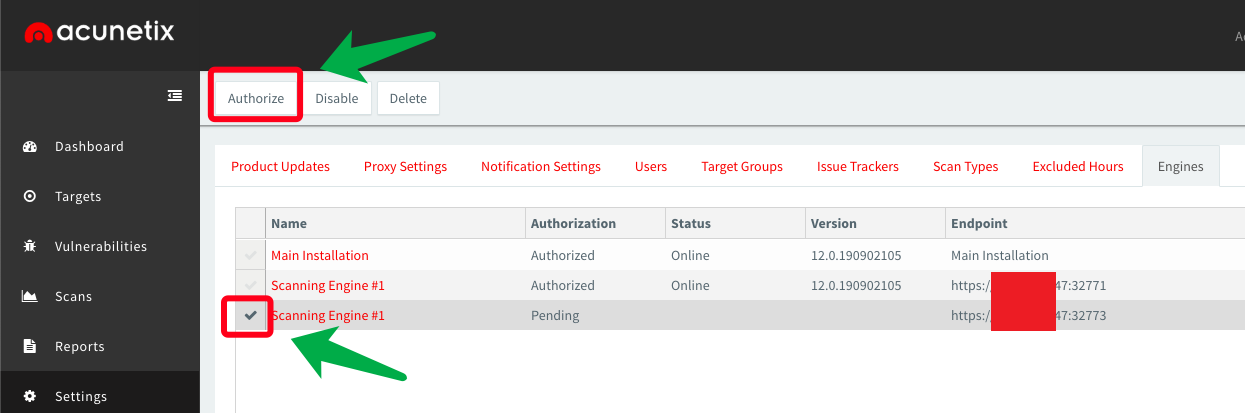 acunetix
Ac
Authorize Disable Delete
Dashboard
Targets
Vulnerabilities
Scans
Reports
Settings
Product Updates Proxy Settings Notification Settings Users Target Groups Issue Trackers Scan Types Excluded Hours Engines
Name Authorization Status Version Endpoint
Main Installation Authorized Online 12.0.190902105 Main Installation
Scanning Engine #1 Authorized Online 12.0.190902105 https:/ 47:32771
Scanning Engine #1 Pending https:/ 47:32773